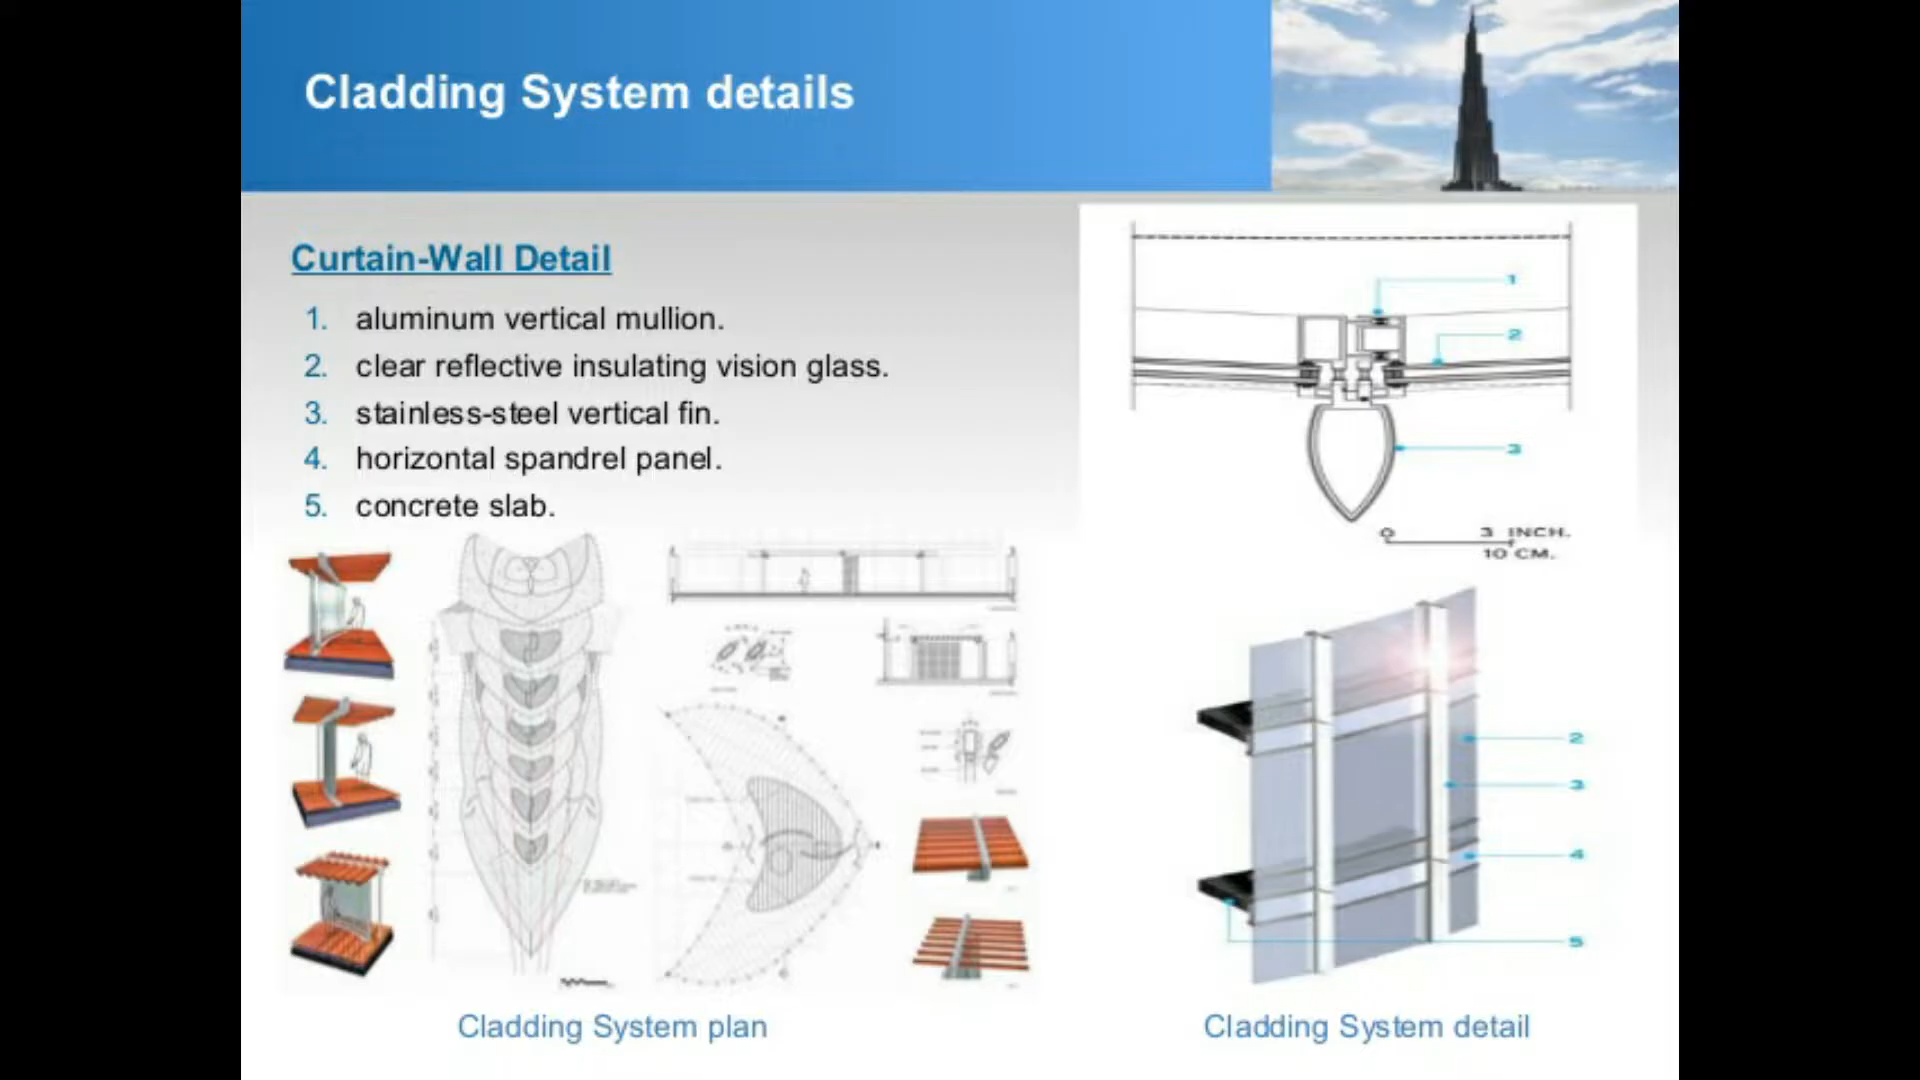 Cladding System details
Curtain-Wall Detail
1. aluminum vertical mullion.
2. clear reflective insulating vision glass.
3. stainless-steel vertical fin.
4. horizontal spandrel panel.
5. concrete slab.
1
2
3
0 3 INCH.
10 CM.
2
3
4
5
Cladding System plan
Cladding System detail